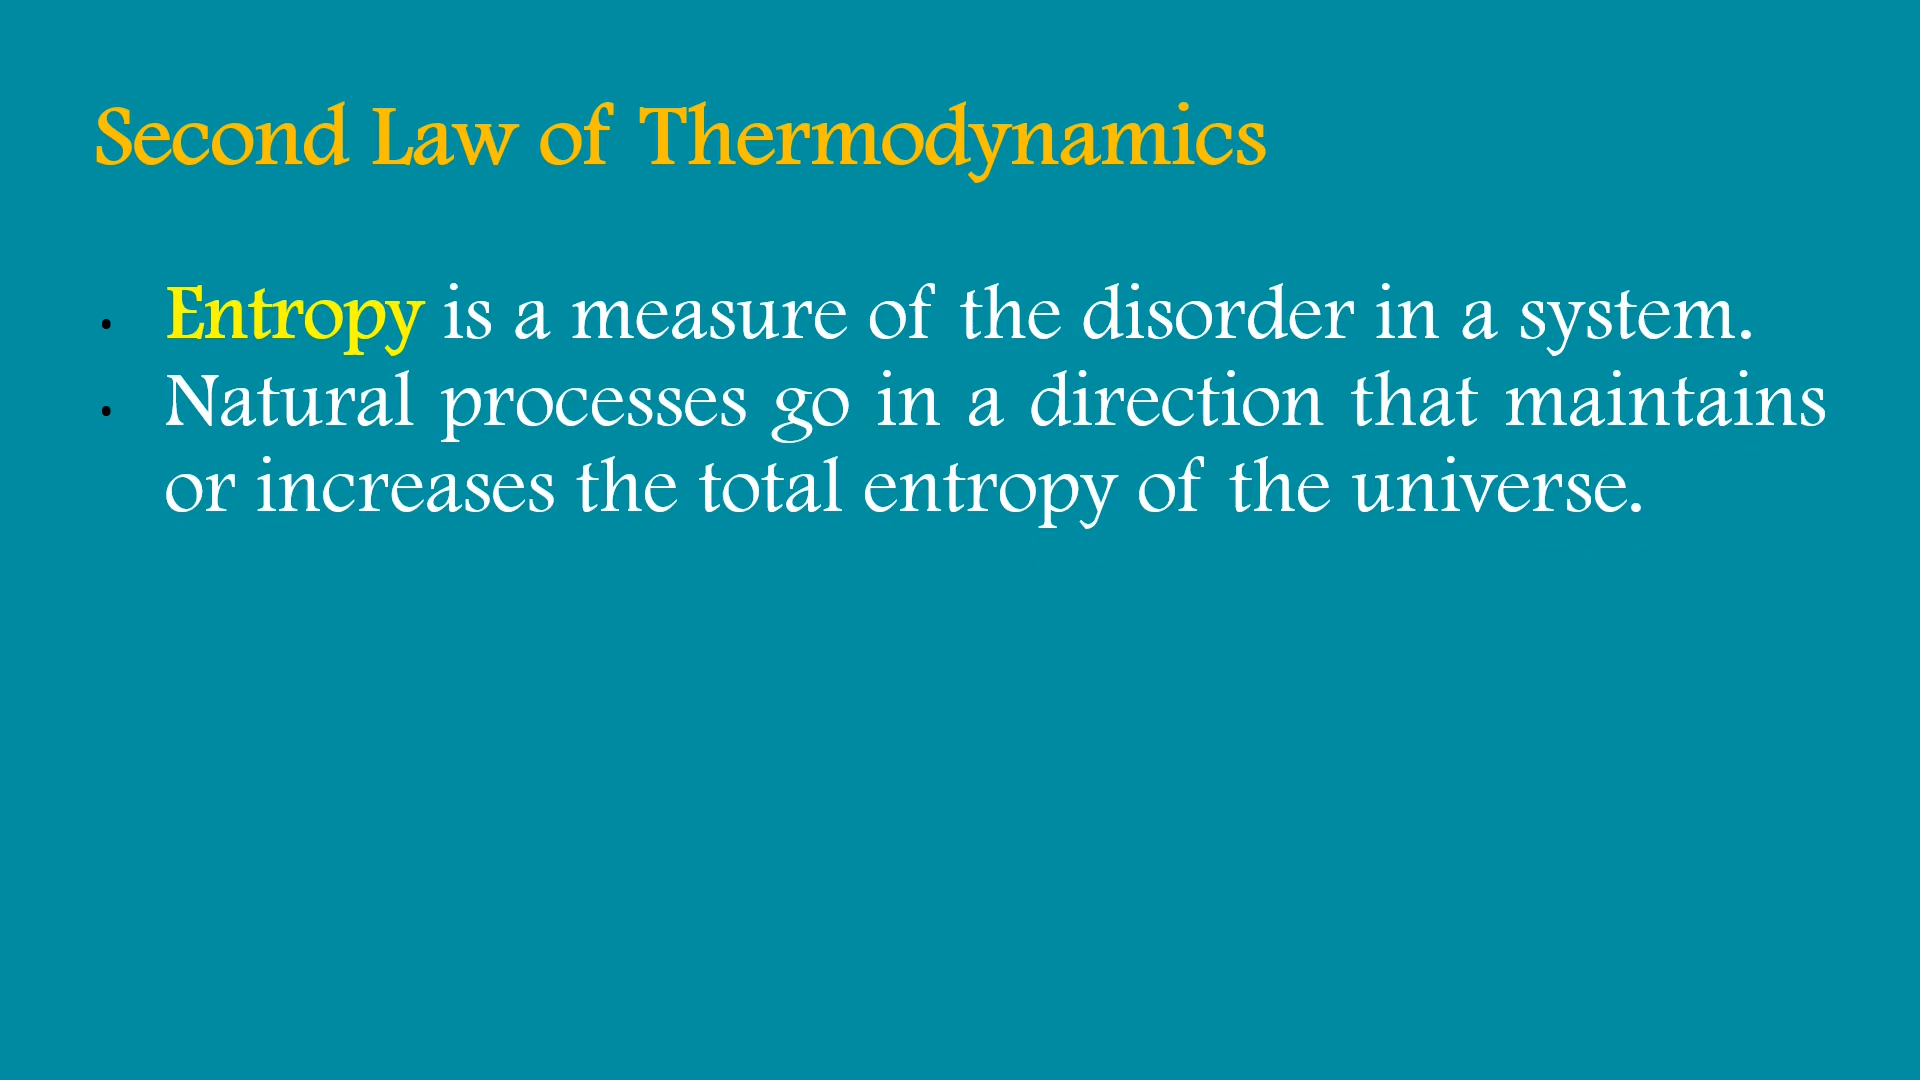 Second Law of Thermodynamics
• Entropy is a measure of the disorder in a system.
• Natural processes go in a direction that maintains
or increases the total entropy of the universe.